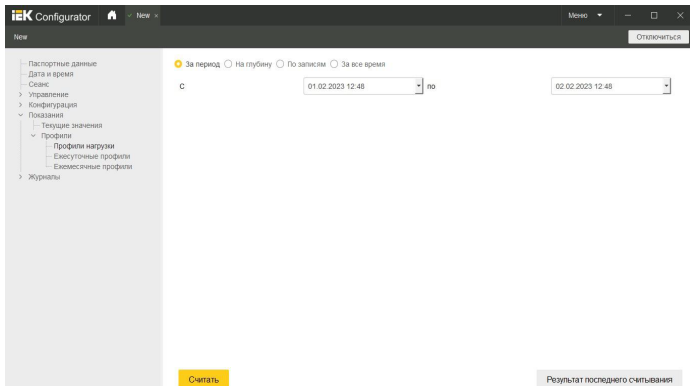 iEK Configurator New × Меню
New Отключиться
Паспортные данные
Дата и время
Сеанс
Управление
Конфигурация
Показания
Текущие значения
Профили
Профили нагрузки
Ежесуточные профили
Ежемесячные профили
Журналы
За период На глубину По записям За все время
С 01.02.2023 12:48 по 02.02.2023 12:48
Считать Результат последнего считывания